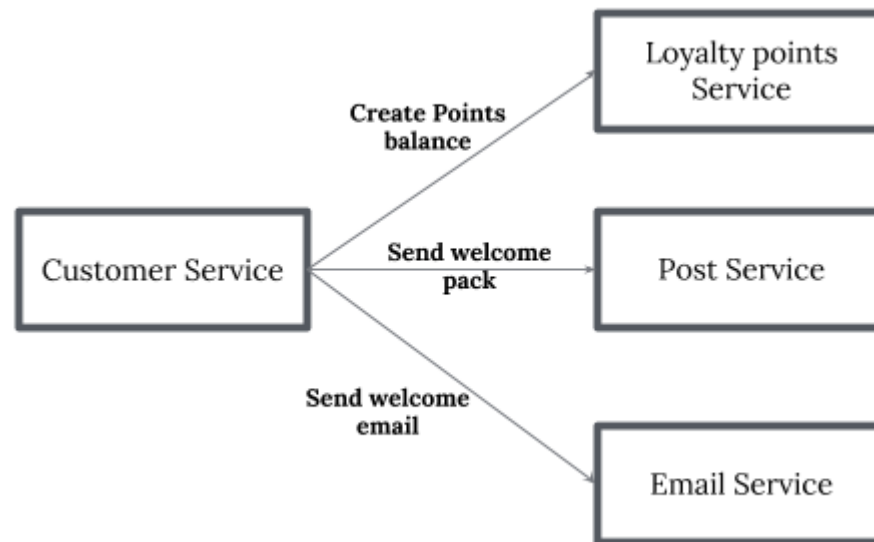 Loyalty points
Service
Create Points
balance
Customer Service
Send welcome
pack
Post Service
Send welcome
email
Email Service